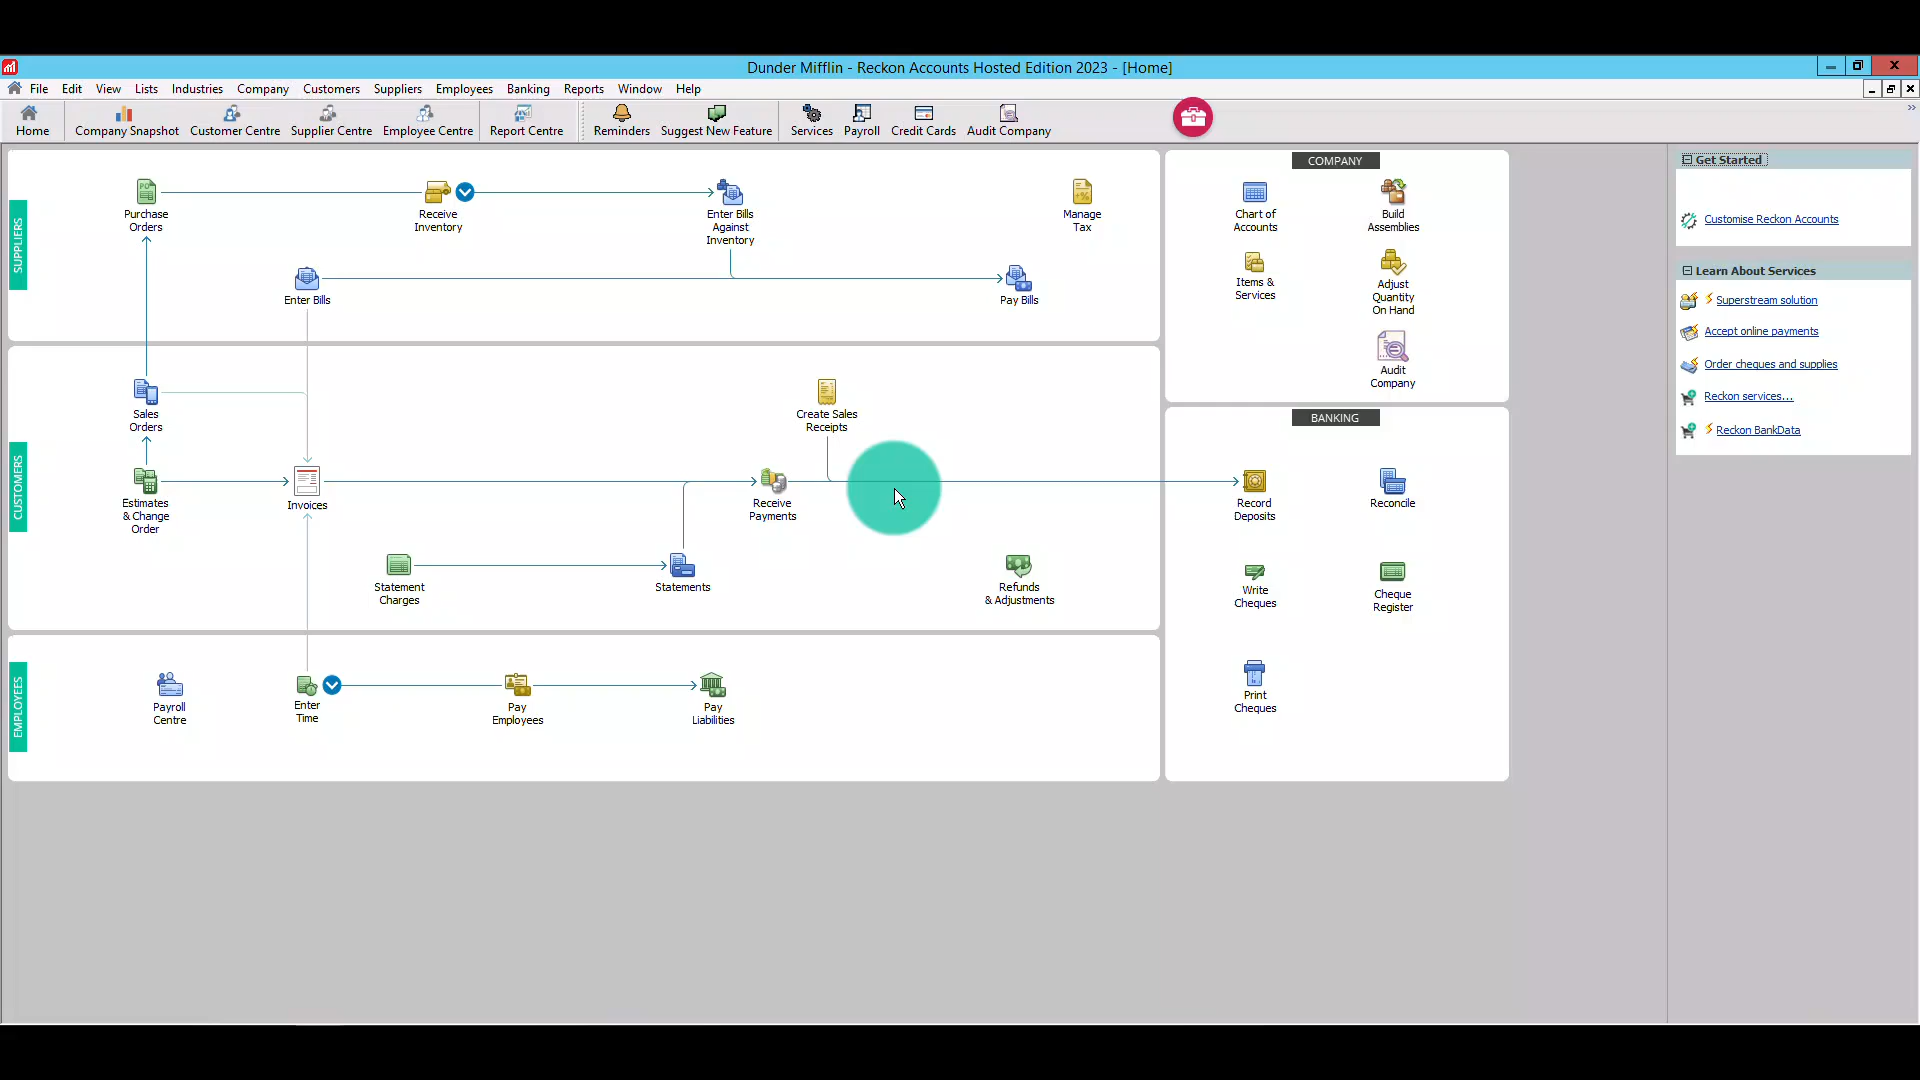 Dunder Mifflin - Reckon Accounts Hosted Edition 2023 - [Home]
File Edit View Lists Industries Company Customers Suppliers Employees Banking Reports Window Help
Home Company Snapshot Customer Centre Supplier Centre Employee Centre Report Centre Reminders Suggest New Feature Services Payroll Credit Cards Audit Company
SUPPLIERS
Purchase
Orders
Receive
Inventory
Enter Bills
Against
Inventory
Manage
Tax
Enter Bills
Pay Bills
CUSTOMERS
Sales
Orders
Create Sales
Receipts
Estimates
& Change
Order
Invoices
Receive
Payments
Statement
Charges
Statements
Refunds
& Adjustments
EMPLOYEES
Payroll
Centre
Enter
Time
Pay
Employees
Pay
Liabilities
COMPANY
Chart of
Accounts
Build
Assemblies
Items &
Services
Adjust
Quantity
On Hand
Audit
Company
BANKING
Record
Deposits
Reconcile
Write
Cheques
Cheque
Register
Print
Cheques
Get Started
Customise Reckon Accounts
Learn About Services
Superstream solution
Accept online payments
Order cheques and supplies
Reckon services...
Reckon BankData